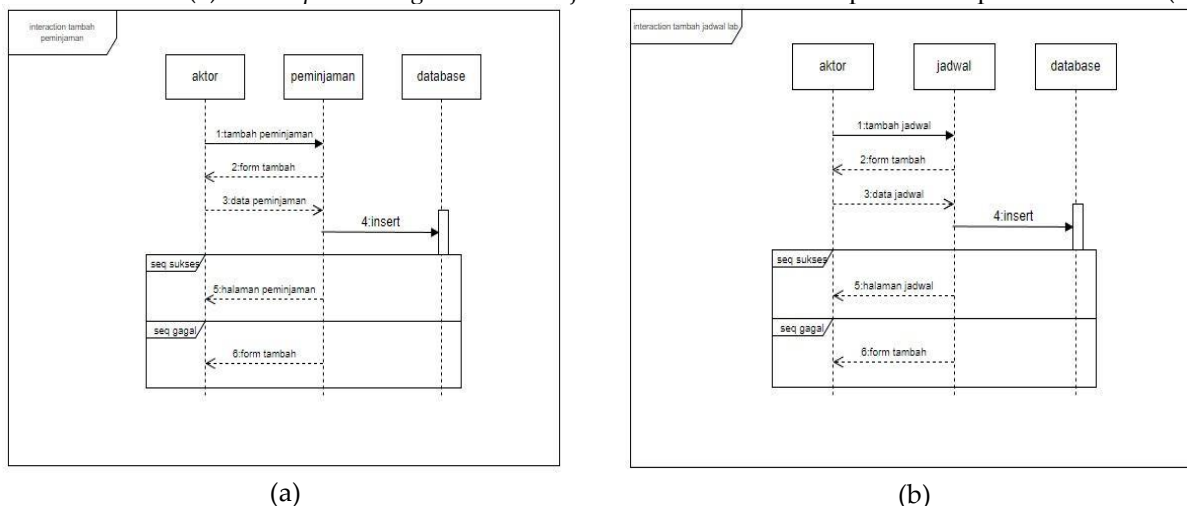 interaction tambah
peminjaman
aktor
peminjaman
database
1:tambah peminjaman
2:form tambah
3:data peminjaman
4:insert
seq sukses
5:halaman peminjaman
seq gagal
6:form tambah
(a)
interaction tambah jadwal lab
aktor
jadwal
database
1:tambah jadwal
2:form tambah
3:data jadwal
4:insert
seq sukses
5:halaman jadwal
seq gagal
6:form tambah
(b)